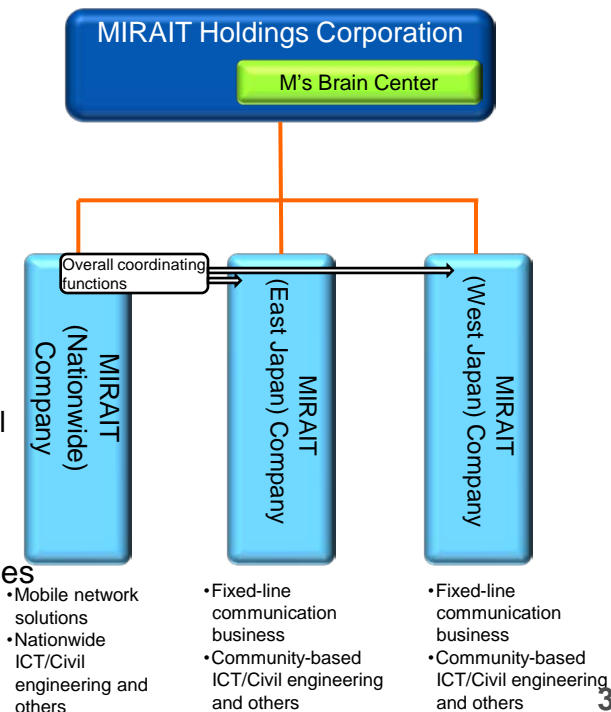 MIRAIT Holdings Corporation
M's Brain Center
Overall coordinating
functions
MIRAIT
(Nationwide)
Company
MIRAIT
(East Japan) Company
MIRAIT
(West Japan) Company
l
es
•Mobile network
solutions
•Nationwide
ICT/Civil
engineering and
others
•Fixed-line
communication
business
•Community-based
ICT/Civil engineering
and others
•Fixed-line
communication
business
•Community-based
ICT/Civil engineering
and others
3